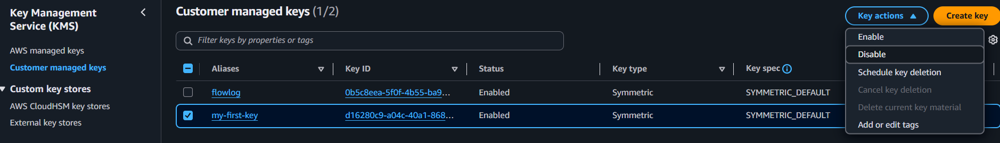 Key Management
Service (KMS)
AWS managed keys
Customer managed keys
Custom key stores
AWS CloudHSM key stores
External key stores
Customer managed keys (1/2)
Key actions
Create key
Filter keys by properties or tags
Enable
Disable
Schedule key deletion
Cancel key deletion
Delete current key material
Add or edit tags
Aliases Key ID Status Key type Key spec
flowlog 0b5c8eea-5f0f-4b55-ba9... Enabled Symmetric SYMMETRIC_DEFAULT
my-first-key d16280c9-a04c-40a1-868... Enabled Symmetric SYMMETRIC_DEFAULT